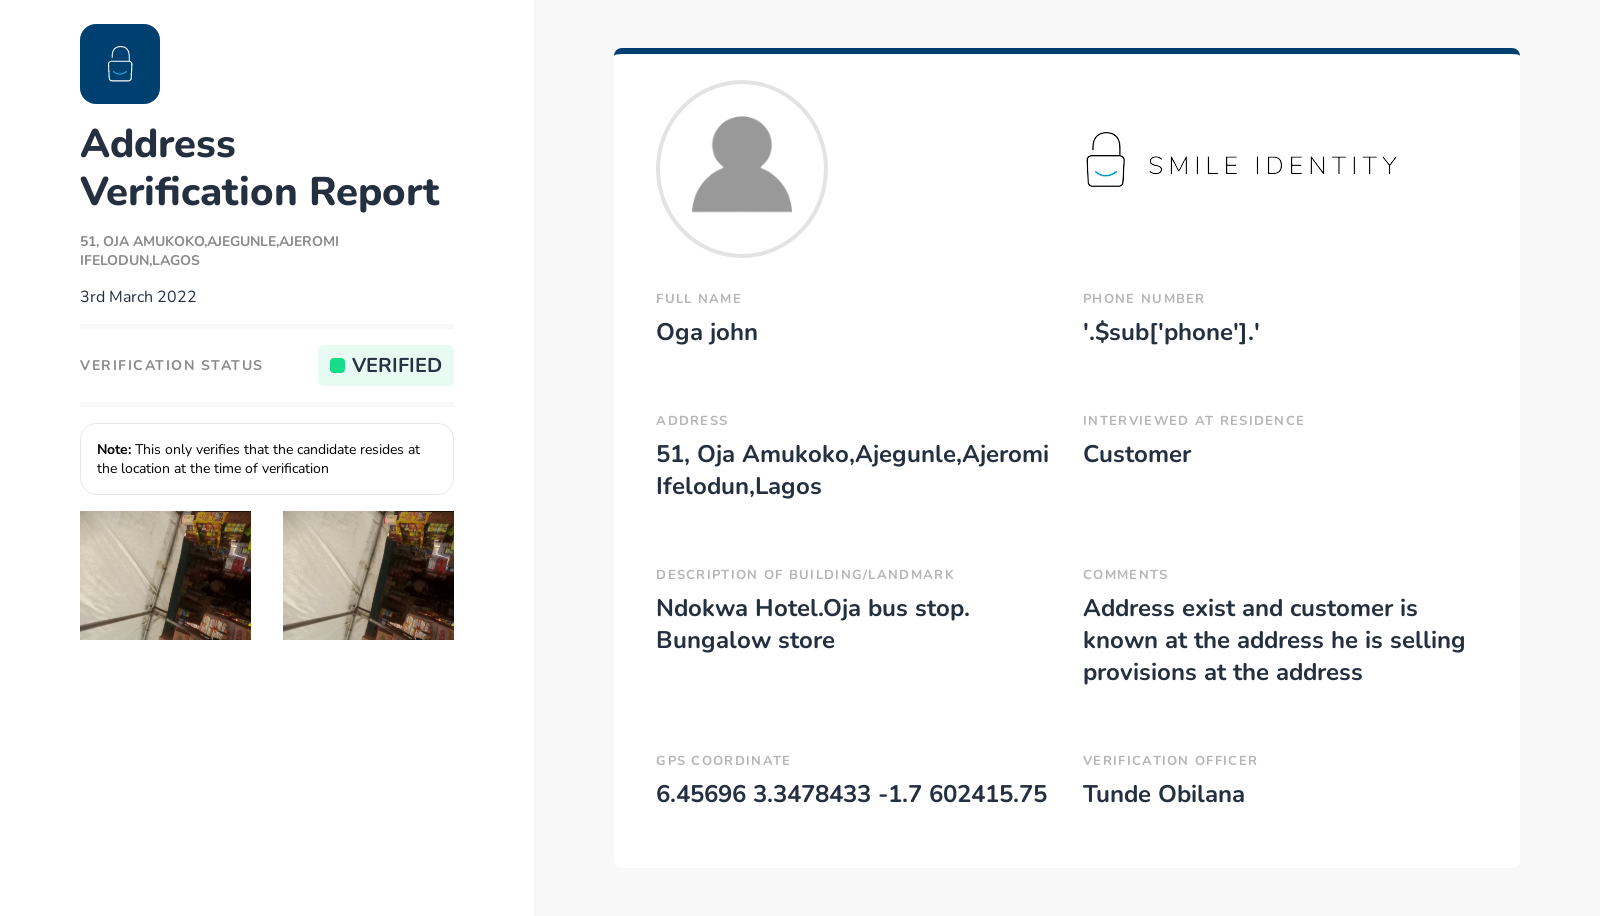 Address
Verification Report
51, OJA AMUKOKO,AJEGUNLE,AJEROMI
IFELODUN,LAGOS
3rd March 2022
VERIFICATION STATUS
VERIFIED
Note: This only verifies that the candidate resides at
the location at the time of verification
SMILE IDENTITY
FULL NAME
Oga john
PHONE NUMBER
'.$sub['phone'].'
ADDRESS
51, Oja Amukoko,Ajegunle,Ajeromi
Ifelodun,Lagos
INTERVIEWED AT RESIDENCE
Customer
DESCRIPTION OF BUILDING/LANDMARK
Ndokwa Hotel.Oja bus stop.
Bungalow store
COMMENTS
Address exist and customer is
known at the address he is selling
provisions at the address
GPS COORDINATE
6.45696 3.3478433 -1.7 602415.75
VERIFICATION OFFICER
Tunde Obilana